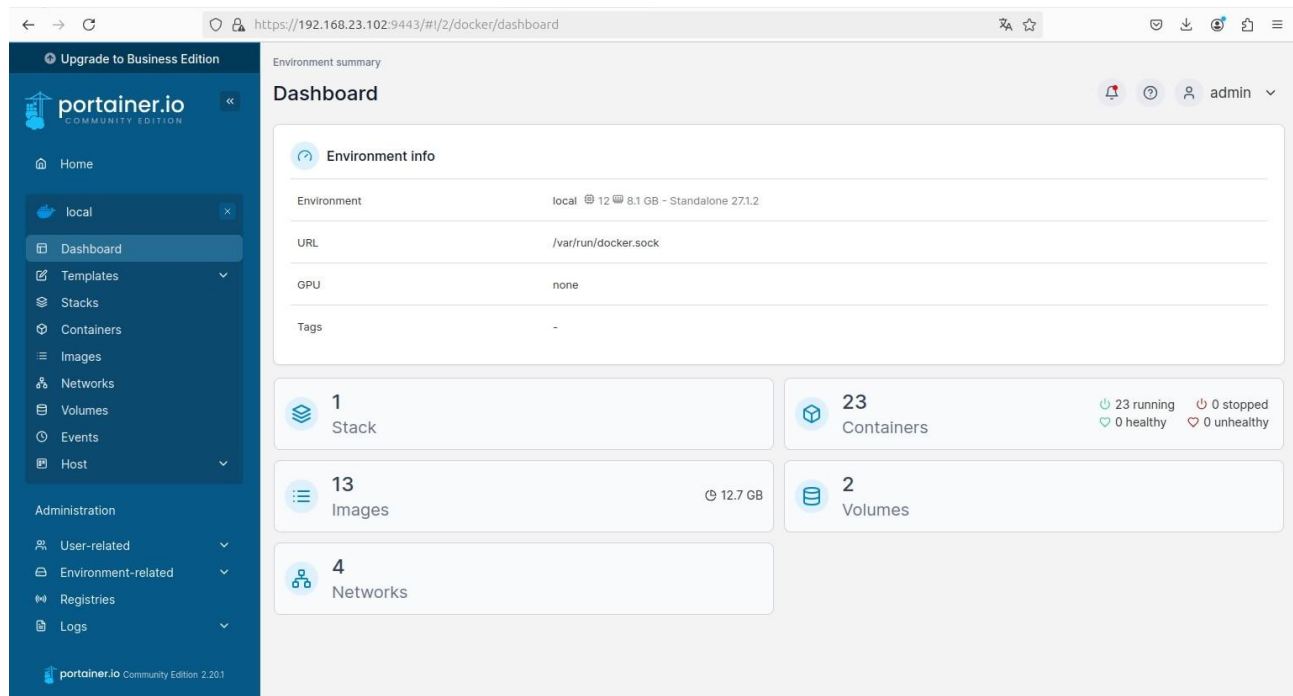 https://192.168.23.102:9443/#!/2/docker/dashboard
Upgrade to Business Edition
portainer.io
COMMUNITY EDITION
Home
local
Dashboard
Templates
Stacks
Containers
Images
Networks
Volumes
Events
Host
Administration
User-related
Environment-related
Registries
Logs
portainer.io Community Edition 2.20.1
Environment summary
Dashboard
admin
Environment info
Environment local 12 8.1 GB - Standalone 27.1.2
URL /var/run/docker.sock
GPU none
Tags -
1
Stack
23
Containers
23 running 0 stopped
0 healthy 0 unhealthy
13
Images
12.7 GB
2
Volumes
4
Networks